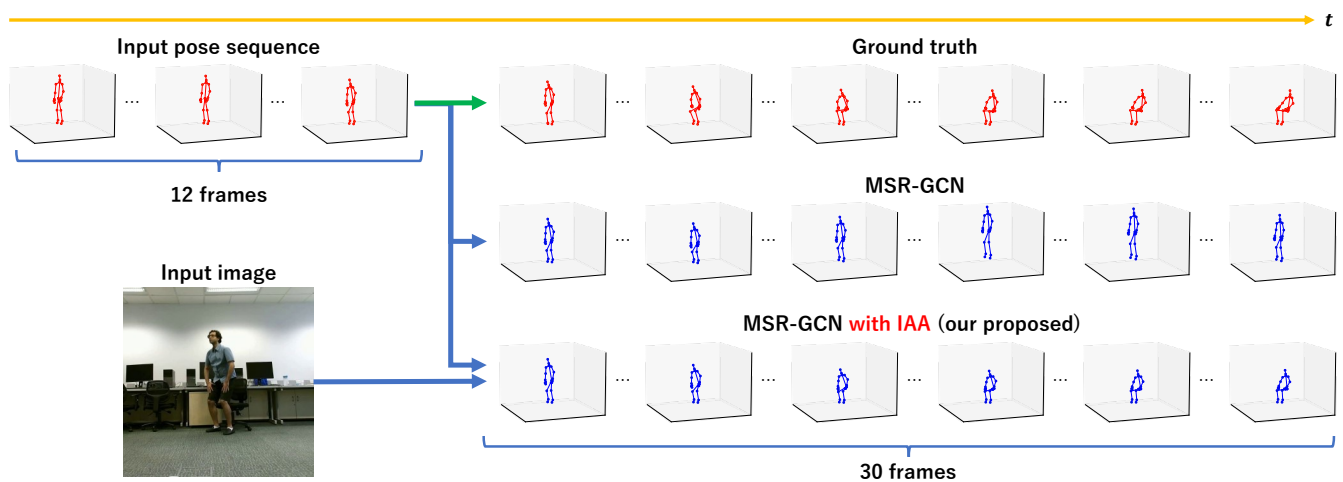 t
Input pose sequence
Ground truth
... ... ... ... ... ... ...
12 frames
MSR-GCN
... ... ... ... ...
Input image
MSR-GCN with IAA (our proposed)
... ... ... ... ...
30 frames